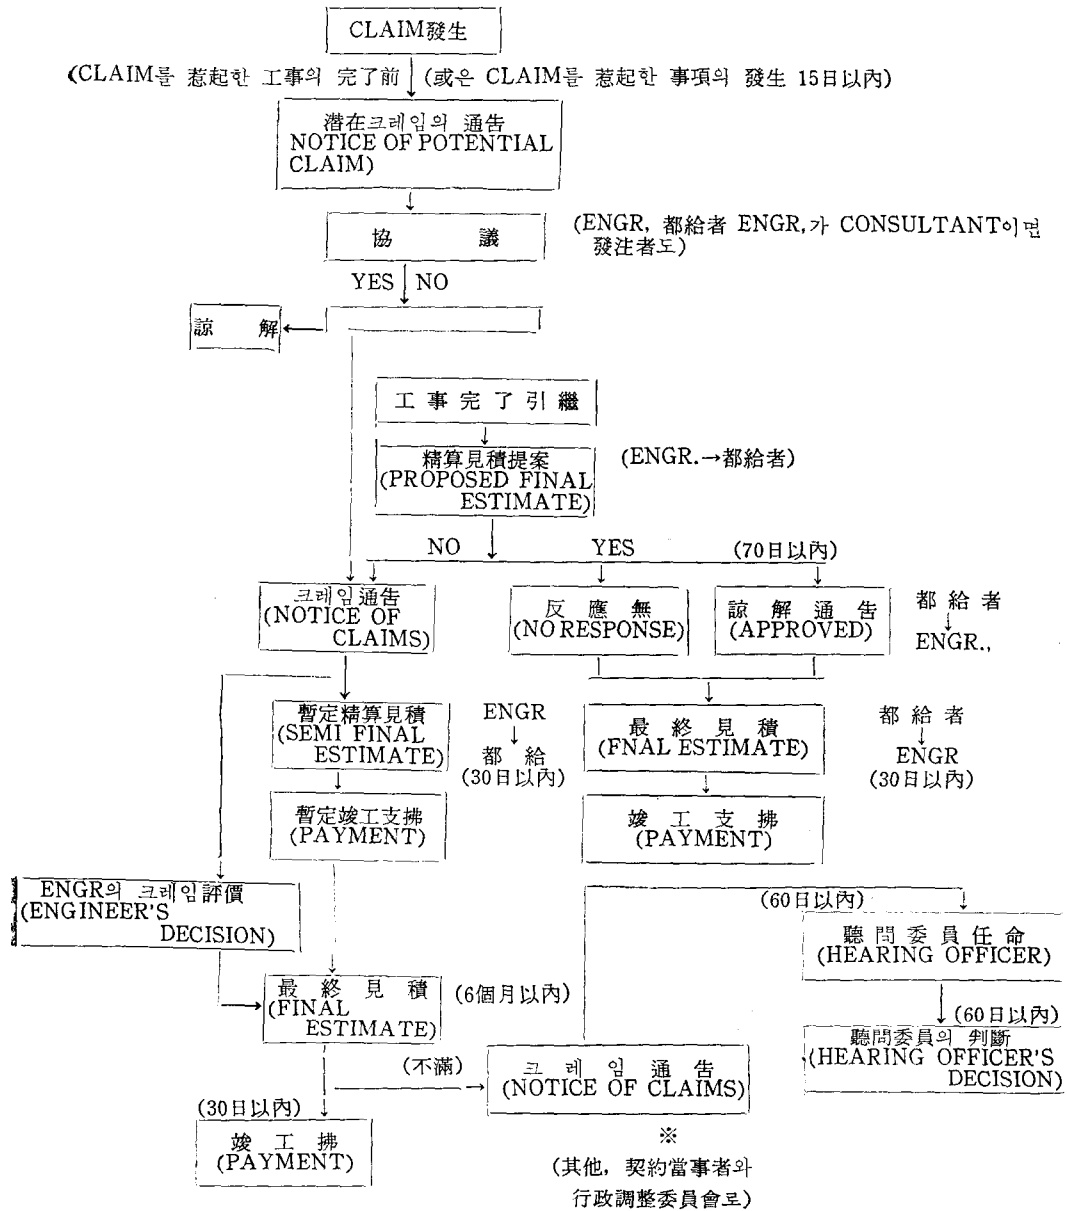 CLAIM發生
(CLAIM를 惹起한 工事의 完了前 (或은 CLAIM를 惹起한 事項의 發生 15日以內)
潛在크레임의 通告
NOTICE OF POTENTIAL
CLAIM)
協 議
(ENGR, 都給者 ENGR,가 CONSULTANT이면
發注者도)
YES NO
諒 解
工事完了引繼
精算見積提案
(PROPOSED FINAL
ESTIMATE)
(ENGR.→都給者)
NO YES (70日以內)
크레임通告
(NOTICE OF
CLAIMS)
反應無
(NO RESPONSE)
諒解通告
(APPROVED)
都給者
↓
ENGR.,
暫定精算見積
(SEMI FINAL
ESTIMATE)
ENGR
↓
都給
(30日以內)
最終見積
(FNAL ESTIMATE)
都給者
↓
ENGR
(30日以內)
暫定竣工支拂
(PAYMENT)
竣工支拂
(PAYMENT)
ENGR의 크레임評價
(ENGINEER'S
DECISION)
(60日以內)
聽問委員任命
(HEARING OFFICER)
最終見積
(FINAL
ESTIMATE)
(6個月以內)
(60日以內)
聽問委員의 判斷
(HEARING OFFICER'S
DECISION)
(不滿)
크레임通告
(NOTICE OF CLAIMS)
(30日以內)
竣工拂
(PAYMENT)
※
(其他, 契約當事者와
行政調整委員會로)